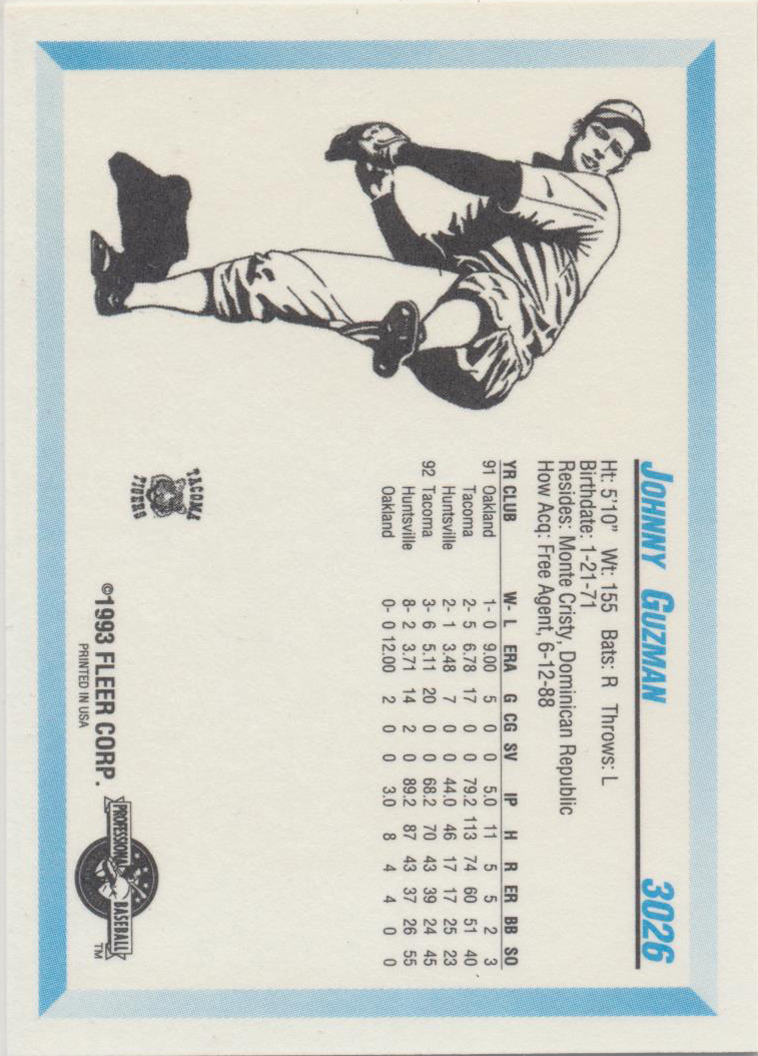 JOHNNY GUZMAN 3026
Ht: 5'10" Wt: 155 Bats: R Throws: L
Birthdate: 1-21-71
Resides: Monte Cristy, Dominican Republic
How Acq: Free Agent, 6-12-88
YR CLUB W- L ERA G CG SV IP H R ER BB SO
91 Oakland 1- 0 9.00 5 0 0 5.0 11 5 5 2 3
Tacoma 2- 5 6.78 17 0 0 79.2 113 74 60 51 40
Huntsville 2- 1 3.48 7 0 0 44.0 46 17 17 25 23
92 Tacoma 3- 6 5.11 20 0 0 68.2 70 43 39 24 45
Huntsville 8- 2 3.71 14 2 0 89.2 87 43 37 26 55
Oakland 0- 0 12.00 2 0 0 3.0 8 4 4 0 0
TACOMA
TIGERS
©1993 FLEER CORP.
PRINTED IN USA
PROFESSIONAL BASEBALL TM